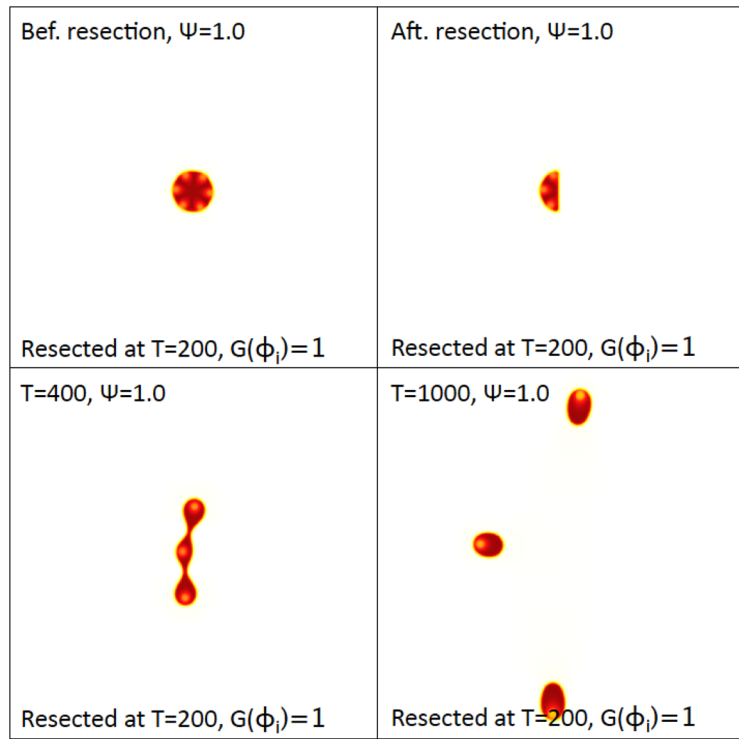 Bef. resection, Ψ=1.0
Resected at T=200, G(ϕᵢ)=1
Aft. resection, Ψ=1.0
Resected at T=200, G(ϕᵢ)=1
T=400, Ψ=1.0
Resected at T=200, G(ϕᵢ)=1
T=1000, Ψ=1.0
Resected at T=200, G(ϕᵢ)=1